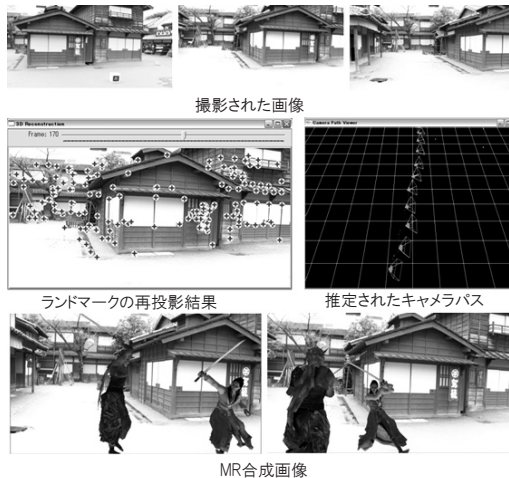 撮影された画像
3D Reconstruction
Frame: 170
Camera Path Viewer
ランドマークの再投影結果
推定されたキャメラパス
MR合成画像